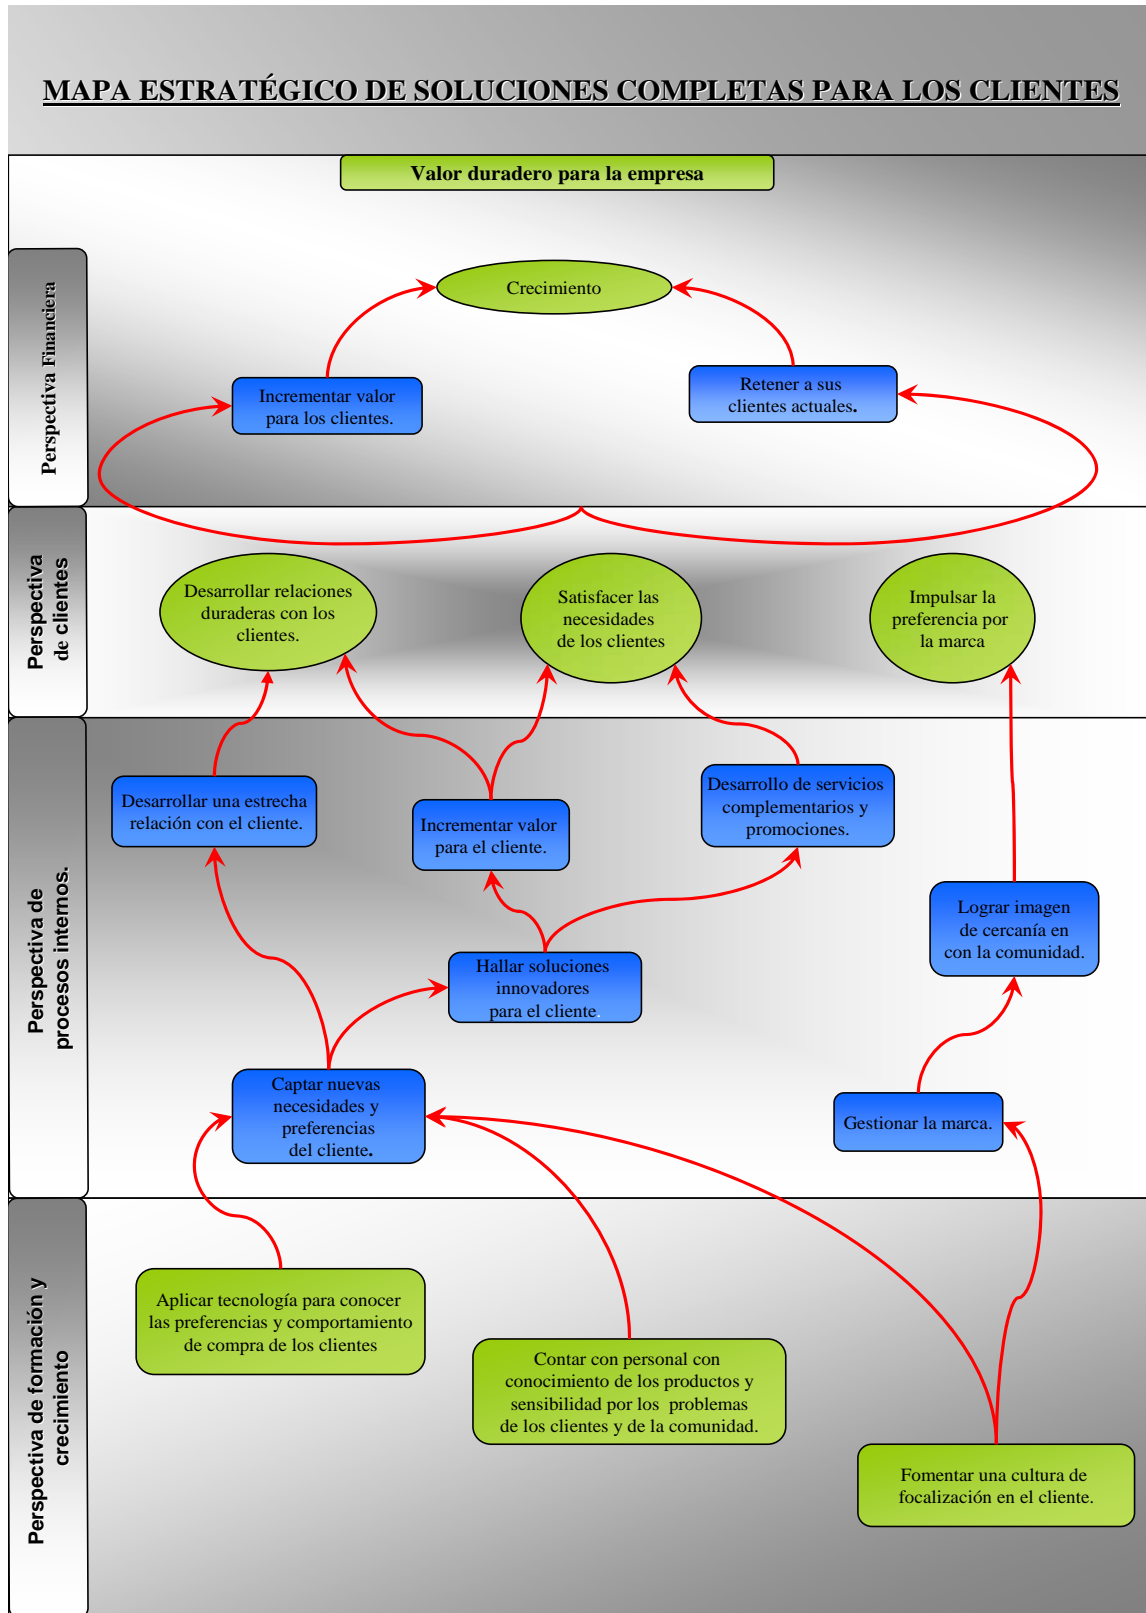 MAPA ESTRATÉGICO DE SOLUCIONES COMPLETAS PARA LOS CLIENTES
Valor duradero para la empresa
Perspectiva Financiera
Crecimiento
Incrementar valor
para los clientes.
Retener a sus
clientes actuales.
Perspectiva
de clientes
Desarrollar relaciones
duraderas con los
clientes.
Satisfacer las
necesidades
de los clientes
Impulsar la
preferencia por
la marca
Perspectiva de
procesos internos.
Desarrollar una estrecha
relación con el cliente.
Incrementar valor
para el cliente.
Desarrollo de servicios
complementarios y
promociones.
Lograr imagen
de cercanía en
con la comunidad.
Hallar soluciones
innovadores
para el cliente.
Captar nuevas
necesidades y
preferencias
del cliente.
Gestionar la marca.
Perspectiva de formación y
crecimiento
Aplicar tecnología para conocer
las preferencias y comportamiento
de compra de los clientes
Contar con personal con
conocimiento de los productos y
sensibilidad por los  problemas
de los clientes y de la comunidad.
Fomentar una cultura de
focalización en el cliente.